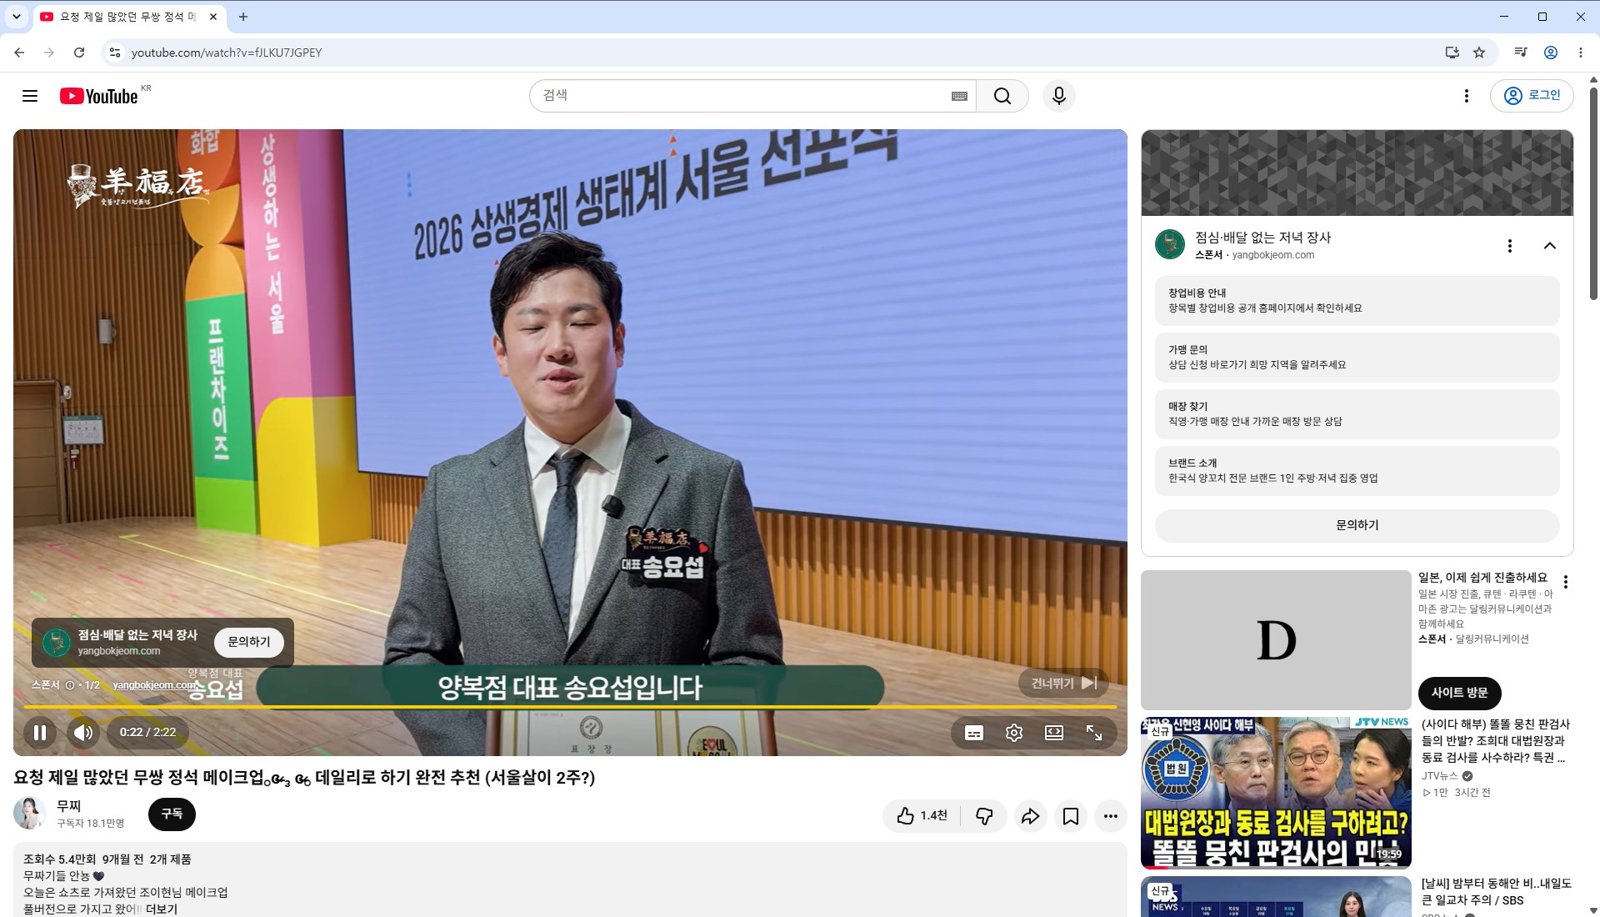 요청 제일 많았던 무쌍 정석 메
youtube.com/watch?v=fJLKU7JGPEY
YouTube KR
검색
로그인
羊福店
화합
상생하는 서울
프랜차이즈
2026 상생경제 생태계 서울 선포식
羊福店
대표 송요섭
점심·배달 없는 저녁 장사
yangbokjeom.com
문의하기
양복점 대표
송요섭
양복점 대표 송요섭입니다
스폰서 · 1/2 yangbokjeom.com
건너뛰기
표 창 장
SEOUL
0:22 / 2:22
요청 제일 많았던 무쌍 정석 메이크업 데일리로 하기 완전 추천 (서울살이 2주?)
무찌
구독자 18.1만명
구독
1.4천
조회수 5.4만회 9개월 전 2개 제품
무찌기들 안뇽🖤
오늘은 쇼츠로 가져왔던 조이현님 메이크업
풀버전으로 가지고 왔어!! 더보기
점심·배달 없는 저녁 장사
스폰서 · yangbokjeom.com
창업비용 안내
항목별 창업비용 공개 홈페이지에서 확인하세요
가맹 문의
상담 신청 바로가기 희망 지역을 알려주세요
매장 찾기
직영·가맹 매장 안내 가까운 매장 방문 상담
브랜드 소개
한국식 양꼬치 전문 브랜드 1인 주방·저녁 집중 영업
문의하기
D
일본, 이제 쉽게 진출하세요
일본 시장 진출, 큐텐 · 라쿠텐 · 아
마존 광고는 달링커뮤니케이션과
함께하세요
스폰서 · 달링커뮤니케이션
사이트 방문
신규
신현영 사이다 해부
JTV NEWS
법원
대법원장과 동료 검사를 구하려고?
똘똘 뭉친 판검사의 민
19:59
(사이다 해부) 똘똘 뭉친 판검사
들의 반발? 조희대 대법원장과
동료 검사를 사수하라? 특권 ...
JTV뉴스
1만 3시간 전
신규
SBS
NEWS
[날씨] 밤부터 동해안 비..내일도
큰 일교차 주의 / SBS